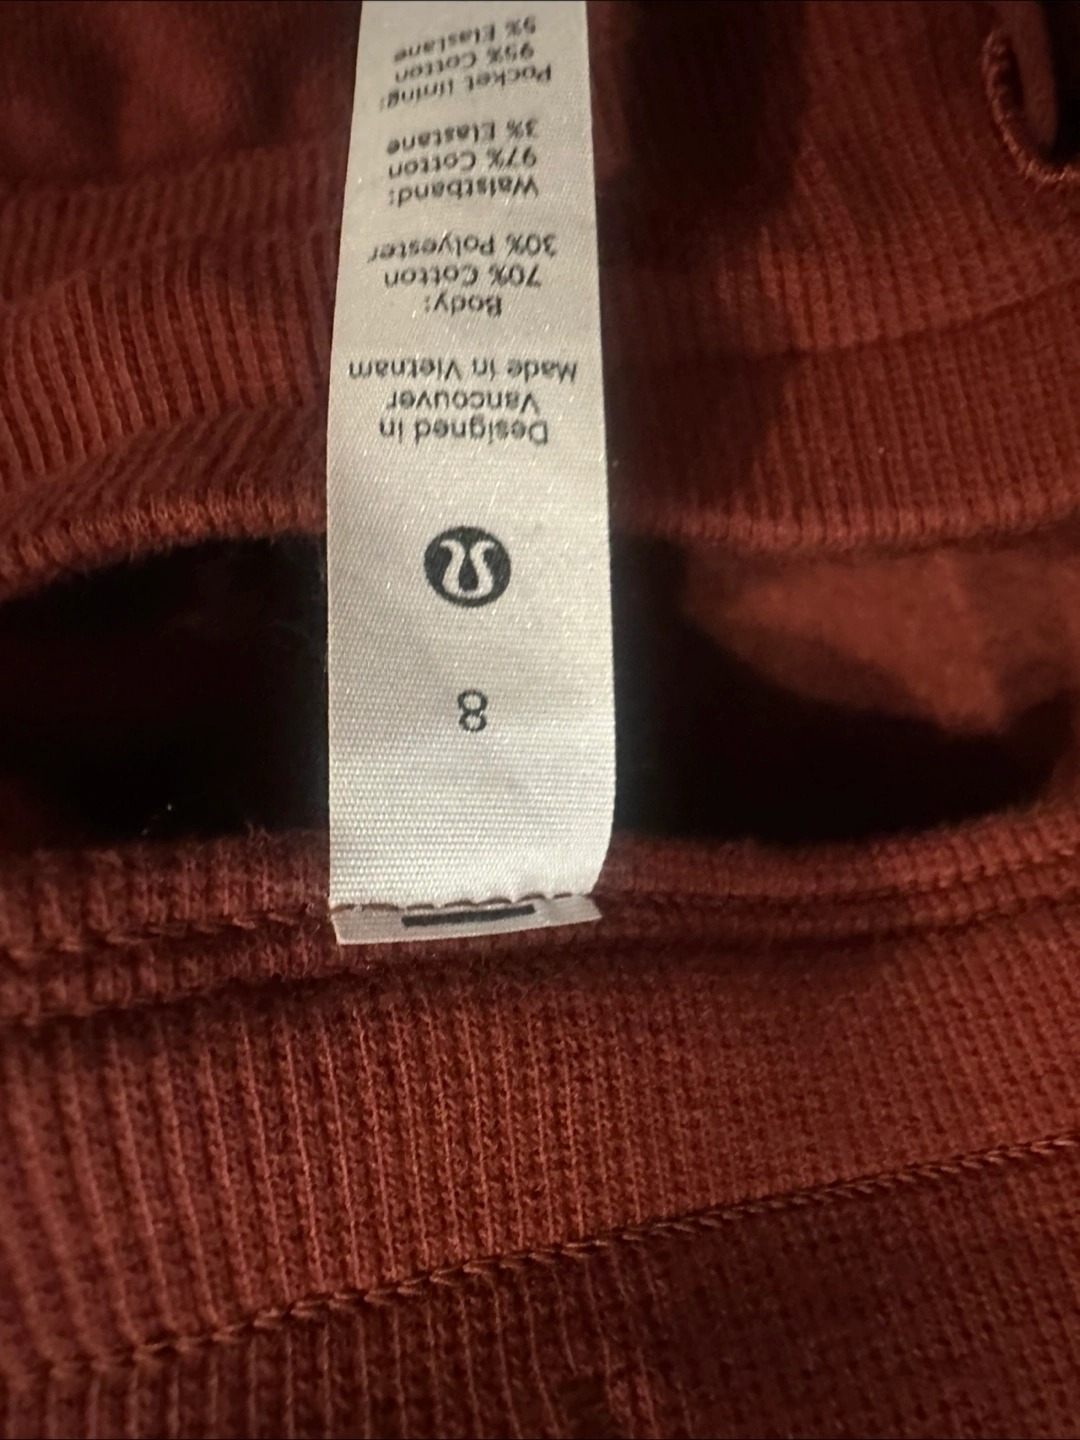 8
Designed in
Vancouver
Made in Vietnam
Body:
70% Cotton
30% Polyester
Waistband:
97% Cotton
3% Elastane
Pocket lining:
95% Cotton
5% Elastane